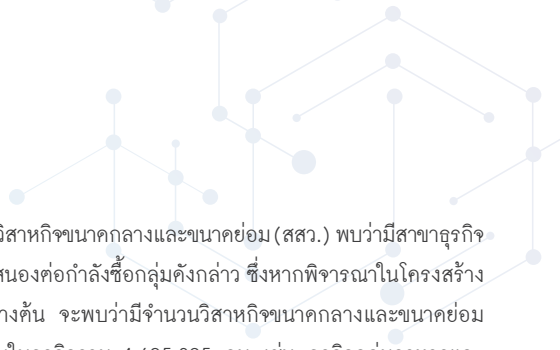 วิสาหกิจขนาดกลางและขนาดย่อม (สสว.) พบว่ามีสาขาธุรกิจ
สนองต่อกำลังซื้อกลุ่มดังกล่าว ซึ่งหากพิจารณาในโครงสร้าง
างต้น จะพบว่ามีจำนวนวิสาหกิจขนาดกลางและขนาดย่อม